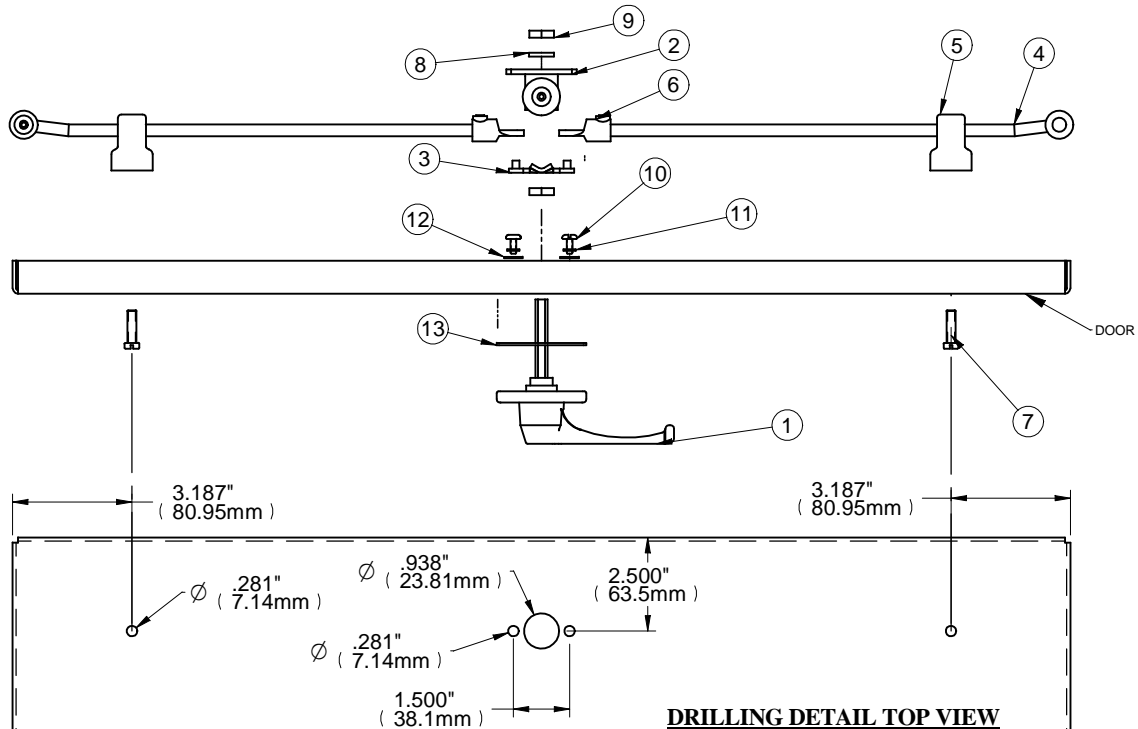 9
8
2
5
4
6
3
10
12
11
13
DOOR
1
7
3.187"
( 80.95mm )
3.187"
( 80.95mm )
∅ .281"
( 7.14mm )
∅ .938"
( 23.81mm )
2.500"
( 63.5mm )
∅ .281"
( 7.14mm )
1.500"
( 38.1mm )
DRILLING DETAIL TOP VIEW